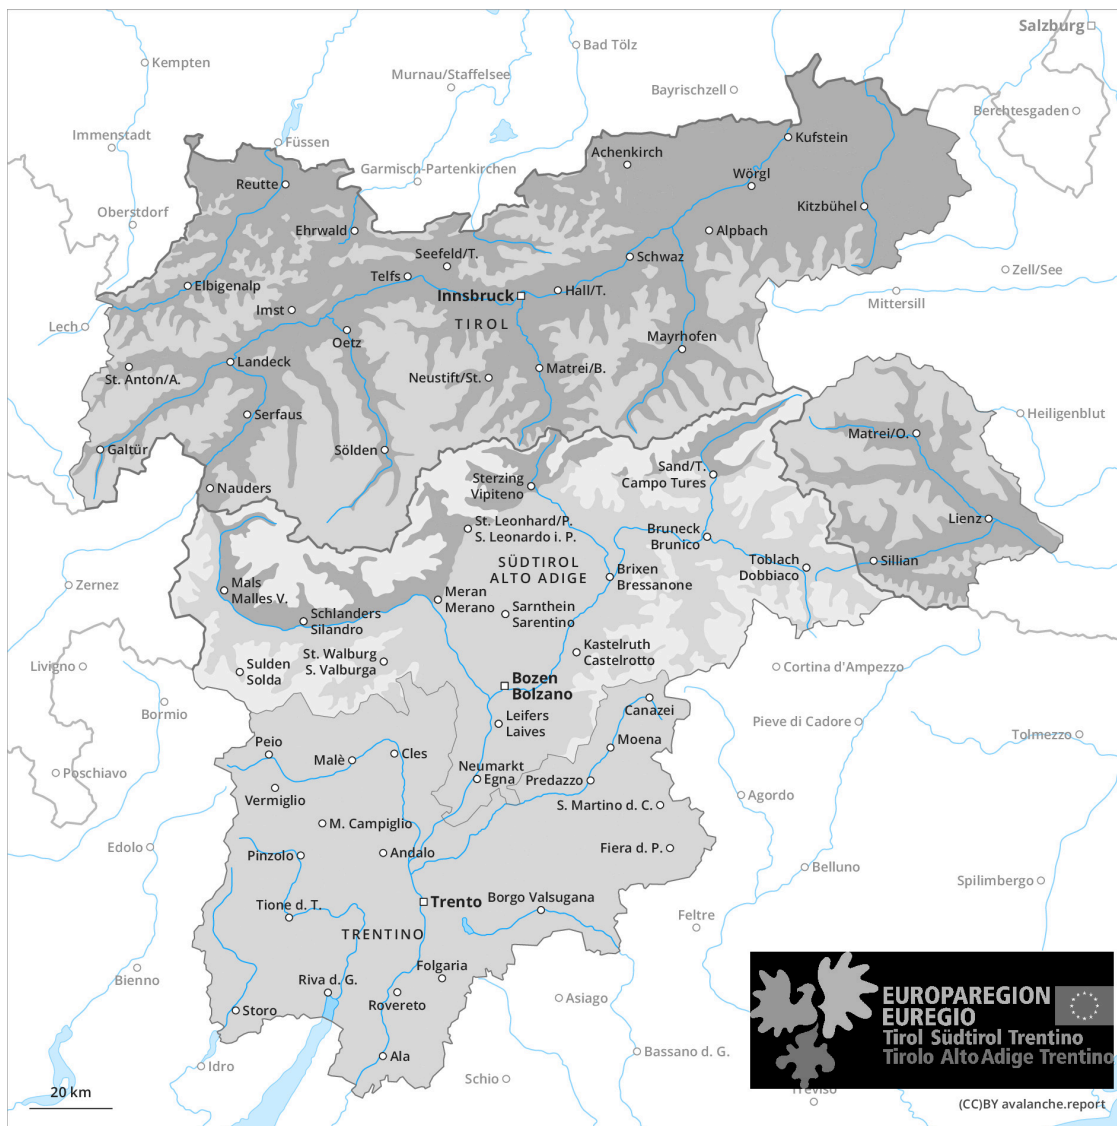 Salzburg
Bad Tölz
Kempten
Murnau/Staffelsee
Bayrischzell
Berchtesgaden
Immenstadt
Füssen
Kufstein
Achenkirch
Garmisch-Partenkirchen
Wörgl
Reutte
Oberstdorf
Kitzbühel
Ehrwald
Alpbach
Seefeld/T.
Schwaz
Zell/See
Telfs
Elbigenalp
Hall/T.
Innsbruck
Mittersill
Imst
TIROL
Lech
Oetz
Mayrhofen
Landeck
Matrei/B.
St. Anton/A.
Neustift/St.
Serfaus
Heiligenblut
Matrei/O.
Galtür
Sölden
Sand/T.
Campo Tures
Sterzing
Vipiteno
Nauders
Lienz
St. Leonhard/P.
S. Leonardo i. P.
Bruneck
Brunico
SÜDTIROL
ALTO ADIGE
Toblach
Dobbiaco
Sillian
Brixen
Bressanone
Zernez
Mals
Malles V.
Meran
Merano
Schlanders
Silandro
Sarnthein
Sarentino
Kastelruth
Castelrotto
St. Walburg
S. Valburga
Livigno
Sulden
Solda
Cortina d'Ampezzo
Bozen
Bolzano
Bormio
Canazei
Leifers
Laives
Pieve di Cadore
Tolmezzo
Peio
Moena
Cles
Malè
Poschiavo
Neumarkt
Egna
Predazzo
Vermiglio
Agordo
S. Martino d. C.
M. Campiglio
Edolo
Fiera d. P.
Pinzolo
Andalo
Belluno
Spilimbergo
Borgo Valsugana
Trento
Tione d. T.
Feltre
TRENTINO
Folgaria
Bienno
Riva d. G.
Rovereto
Asiago
Storo
EUROPAREGION
EUREGIO
Tirol Südtirol Trentino
Tirolo Alto Adige Trentino
Ala
Bassano d. G.
Idro
Schio
Treviso
20 km
(CC)BY avalanche.report